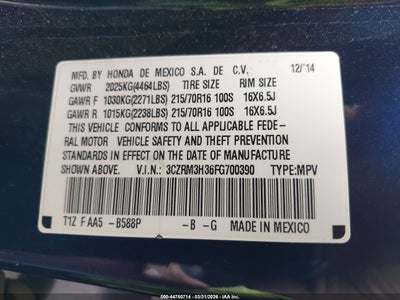 MFD. BY HONDA DE MEXICO S.A. DE C.V. 12/'14
GVWR 2025KG(4464LBS) TIRE SIZE RIM SIZE
GAWR F 1030KG(2271LBS) 215/70R16 100S 16X6.5J
GAWR R 1015KG(2238LBS) 215/70R16 100S 16X6.5J
THIS VEHICLE CONFORMS TO ALL APPLICABLE FEDE-
RAL MOTOR VEHICLE SAFETY AND THEFT PREVENTION
STANDARDS IN EFFECT ON THE DATE OF MANUFACTURE
SHOWN ABOVE. V.I.N.: 3CZRM3H36FG700390 TYPE:MPV
T1Z F AA5 -B588P -B -G MADE IN MEXICO
#000-44750714 - 03/31/2026 - IAA Inc.